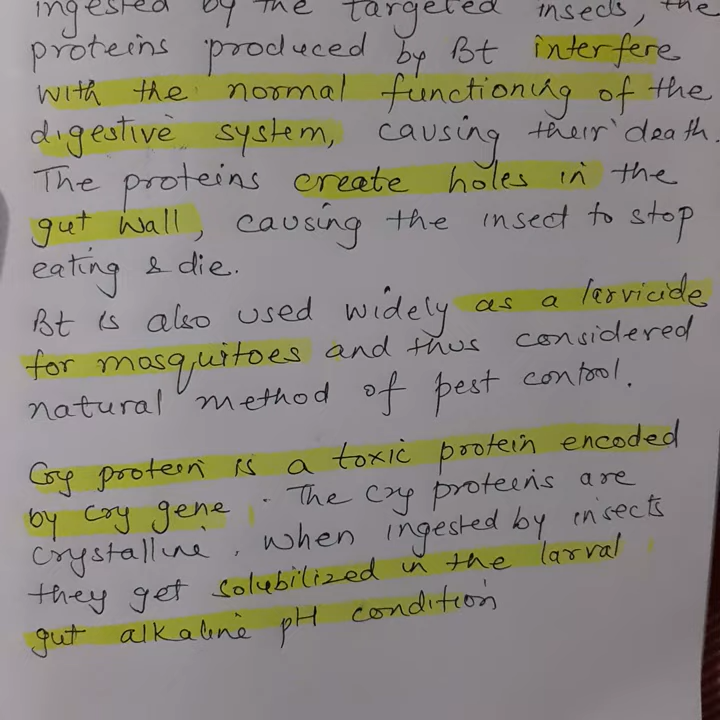 ingested by the targeted insects, the
proteins produced by Bt interfere
with the normal functioning of the
digestive system, causing their death.
The proteins create holes in the
gut wall, causing the insect to stop
eating & die.
Bt is also used widely as a larvicide
for mosquitoes and thus considered
natural method of pest control.
Cry protein is a toxic protein encoded
by cry gene. The cry proteins are
crystalline. When ingested by insects
they get solubilized in the larval
gut alkaline pH condition